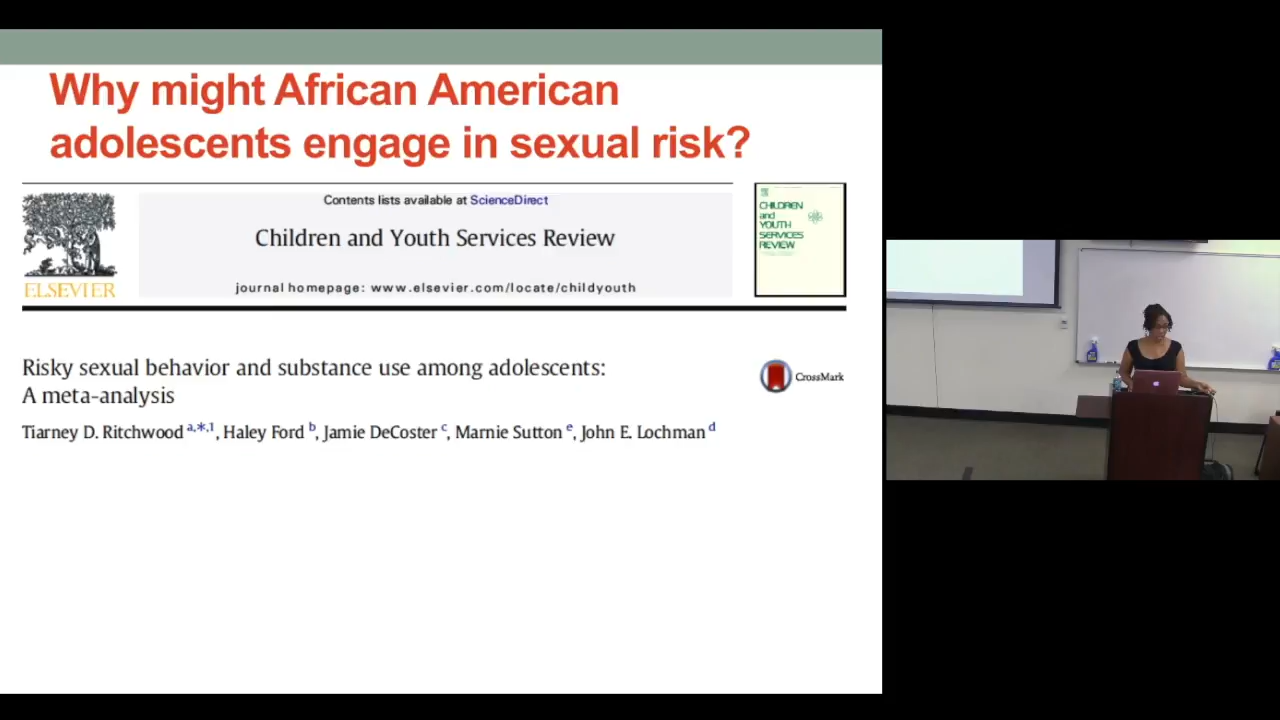 Why might African American
adolescents engage in sexual risk?
Contents lists available at ScienceDirect
Children and Youth Services Review
journal homepage: www.elsevier.com/locate/childyouth
ELSEVIER
CHILDREN
and
YOUTH
SERVICES
REVIEW
Risky sexual behavior and substance use among adolescents:
A meta-analysis
CrossMark
Tiarney D. Ritchwood a,*,1, Haley Ford b, Jamie DeCoster c, Marnie Sutton e, John E. Lochman d